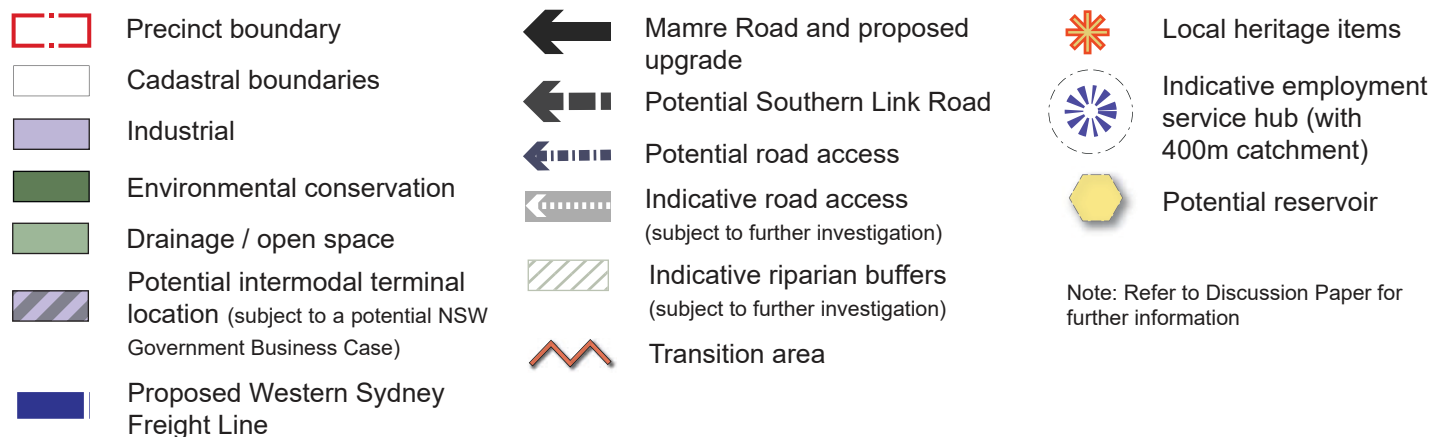 Precinct boundary
Cadastral boundaries
Industrial
Environmental conservation
Drainage / open space
Potential intermodal terminal
location (subject to a potential NSW
Government Business Case)
Proposed Western Sydney
Freight Line
Mamre Road and proposed
upgrade
Potential Southern Link Road
Potential road access
Indicative road access
(subject to further investigation)
Indicative riparian buffers
(subject to further investigation)
Transition area
Local heritage items
Indicative employment
service hub (with
400m catchment)
Potential reservoir
Note: Refer to Discussion Paper for
further information